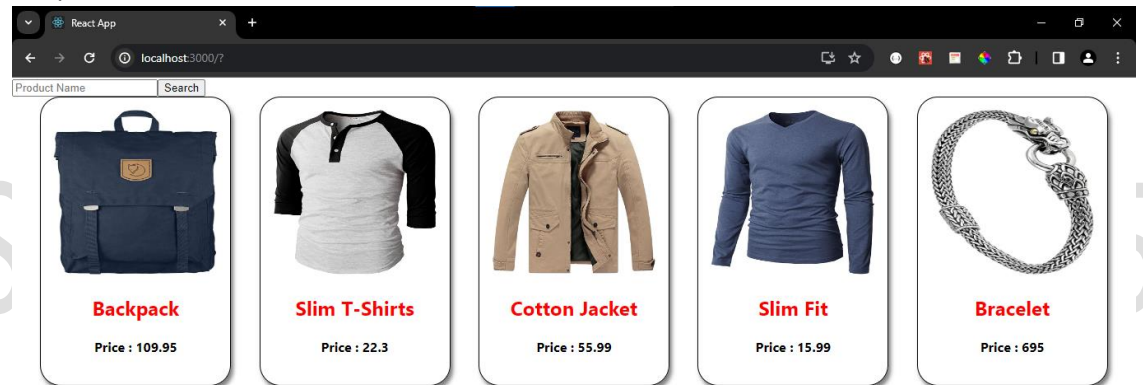 React App
localhost:3000/?
Product Name Search
Backpack
Price : 109.95
Slim T-Shirts
Price : 22.3
Cotton Jacket
Price : 55.99
Slim Fit
Price : 15.99
Bracelet
Price : 695